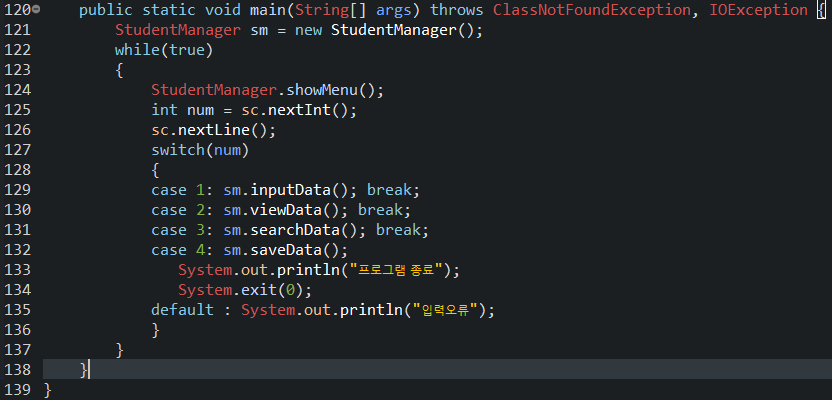 120 public static void main(String[] args) throws ClassNotFoundException, IOException {
121 StudentManager sm = new StudentManager();
122 while(true)
123 {
124 StudentManager.showMenu();
125 int num = sc.nextInt();
126 sc.nextLine();
127 switch(num)
128 {
129 case 1: sm.inputData(); break;
130 case 2: sm.viewData(); break;
131 case 3: sm.searchData(); break;
132 case 4: sm.saveData();
133 System.out.println("프로그램 종료");
134 System.exit(0);
135 default : System.out.println("입력오류");
136 }
137 }
138 }
139 }